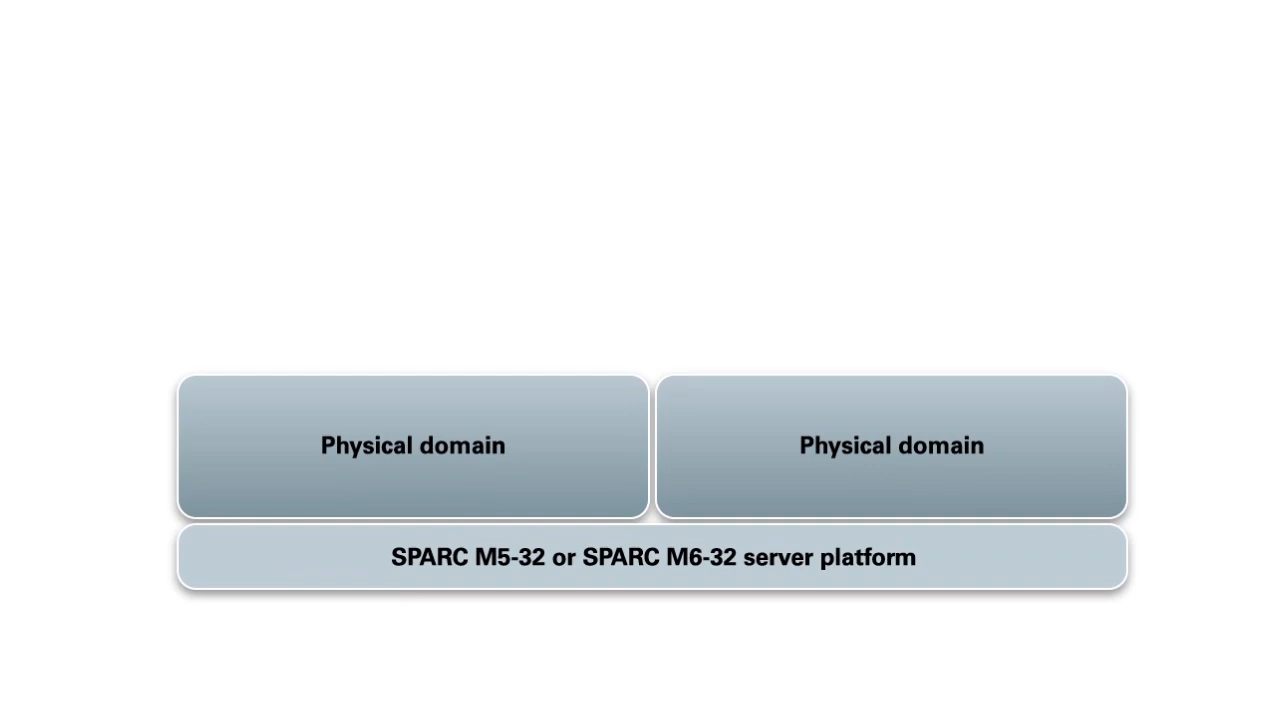 Physical domain
Physical domain
SPARC M5-32 or SPARC M6-32 server platform